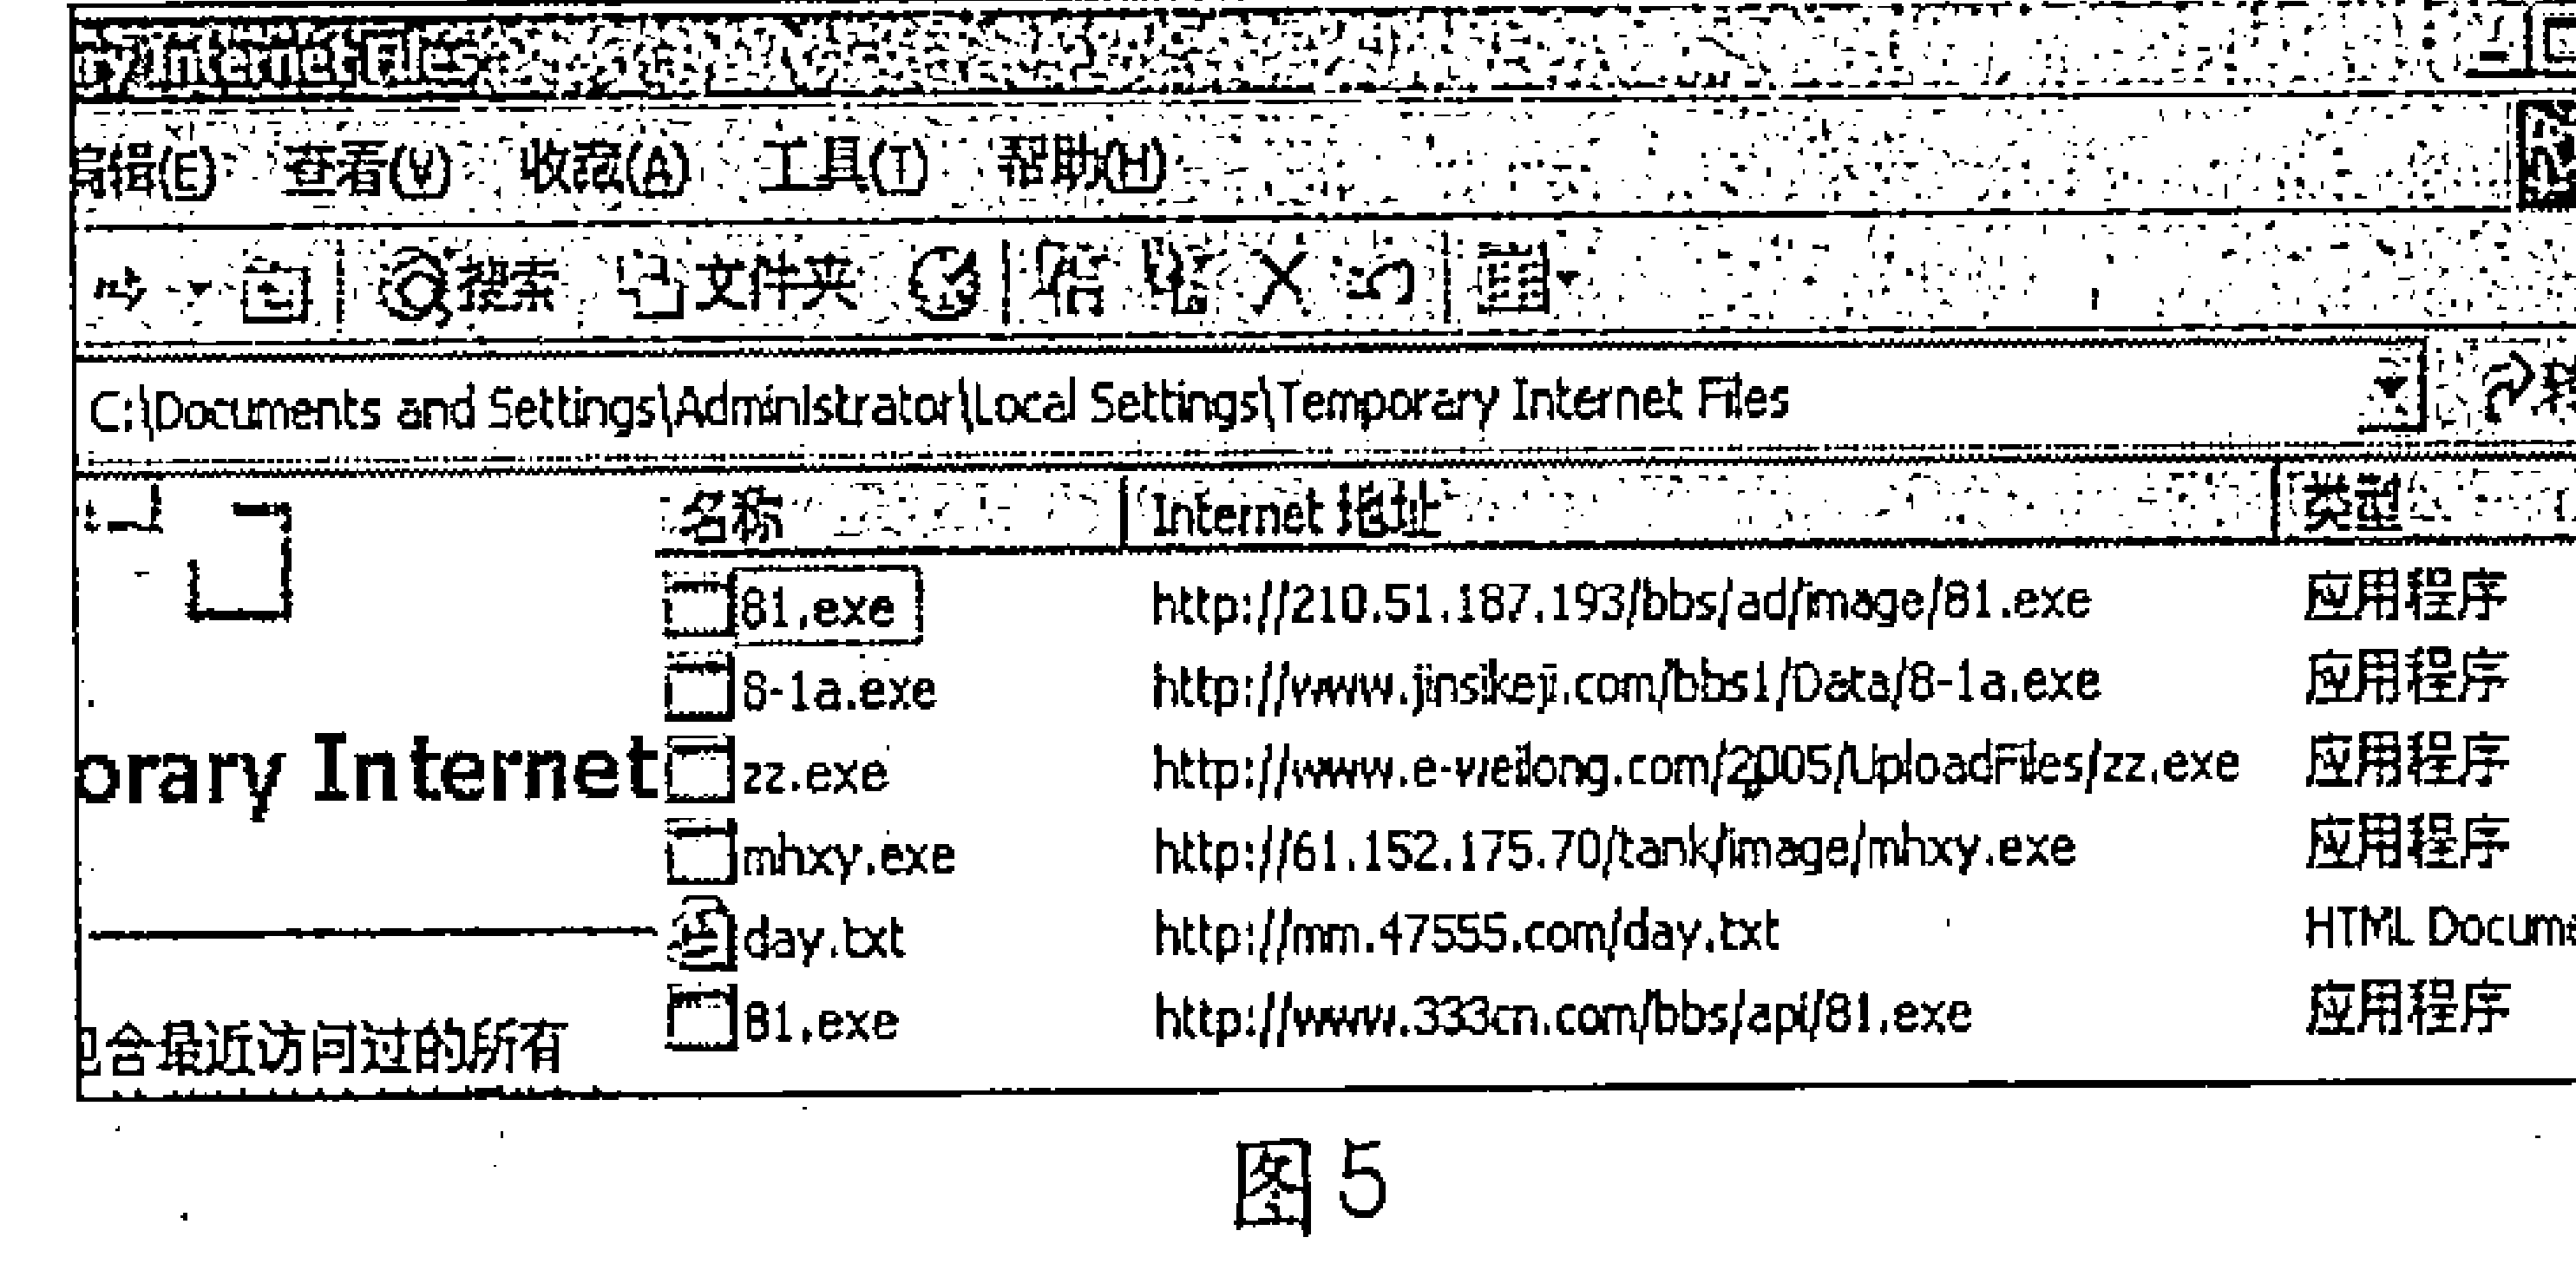 ry Internet Files
编辑(E) 查看(V) 收藏(A) 工具(T) 帮助(H)
搜索 文件夹
C:\Documents and Settings\Administrator\Local Settings\Temporary Internet Files
名称 Internet 地址 类型
81.exe http://210.51.187.193/bbs/ad/image/81.exe 应用程序
8-1a.exe http://www.jinsikeji.com/bbs1/Data/8-1a.exe 应用程序
zz.exe http://www.e-weilong.com/2005/UploadFiles/zz.exe 应用程序
orary Internet
mhxy.exe http://61.152.175.70/tank/image/mhxy.exe 应用程序
day.txt http://mm.47555.com/day.txt HTML Docume
81.exe http://www.333cn.com/bbs/api/81.exe 应用程序
包含最近访问过的所有
图 5